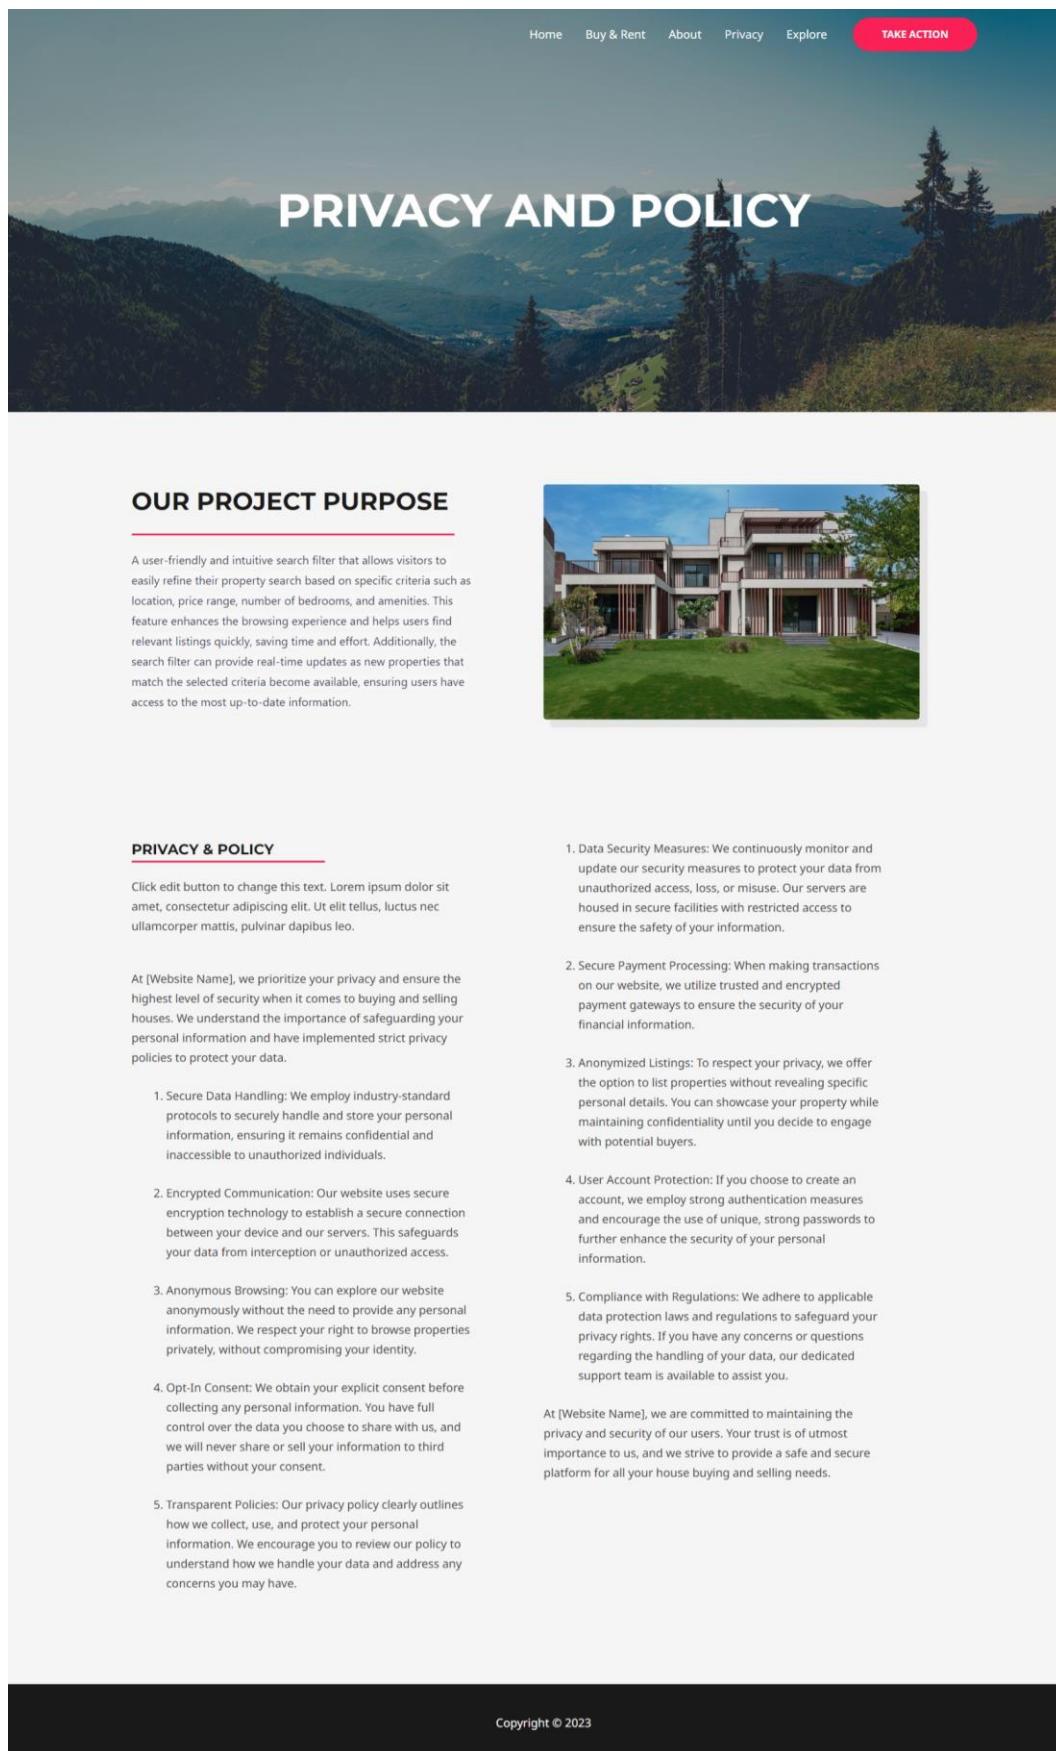 Home Buy & Rent About Privacy Explore TAKE ACTION
PRIVACY AND POLICY
OUR PROJECT PURPOSE
A user-friendly and intuitive search filter that allows visitors to
easily refine their property search based on specific criteria such as
location, price range, number of bedrooms, and amenities. This
feature enhances the browsing experience and helps users find
relevant listings quickly, saving time and effort. Additionally, the
search filter can provide real-time updates as new properties that
match the selected criteria become available, ensuring users have
access to the most up-to-date information.
PRIVACY & POLICY
Click edit button to change this text. Lorem ipsum dolor sit
amet, consectetur adipiscing elit. Ut elit tellus, luctus nec
ullamcorper mattis, pulvinar dapibus leo.
At [Website Name], we prioritize your privacy and ensure the
highest level of security when it comes to buying and selling
houses. We understand the importance of safeguarding your
personal information and have implemented strict privacy
policies to protect your data.
1. Secure Data Handling: We employ industry-standard
protocols to securely handle and store your personal
information, ensuring it remains confidential and
inaccessible to unauthorized individuals.
2. Encrypted Communication: Our website uses secure
encryption technology to establish a secure connection
between your device and our servers. This safeguards
your data from interception or unauthorized access.
3. Anonymous Browsing: You can explore our website
anonymously without the need to provide any personal
information. We respect your right to browse properties
privately, without compromising your identity.
4. Opt-In Consent: We obtain your explicit consent before
collecting any personal information. You have full
control over the data you choose to share with us, and
we will never share or sell your information to third
parties without your consent.
5. Transparent Policies: Our privacy policy clearly outlines
how we collect, use, and protect your personal
information. We encourage you to review our policy to
understand how we handle your data and address any
concerns you may have.
1. Data Security Measures: We continuously monitor and
update our security measures to protect your data from
unauthorized access, loss, or misuse. Our servers are
housed in secure facilities with restricted access to
ensure the safety of your information.
2. Secure Payment Processing: When making transactions
on our website, we utilize trusted and encrypted
payment gateways to ensure the security of your
financial information.
3. Anonymized Listings: To respect your privacy, we offer
the option to list properties without revealing specific
personal details. You can showcase your property while
maintaining confidentiality until you decide to engage
with potential buyers.
4. User Account Protection: If you choose to create an
account, we employ strong authentication measures
and encourage the use of unique, strong passwords to
further enhance the security of your personal
information.
5. Compliance with Regulations: We adhere to applicable
data protection laws and regulations to safeguard your
privacy rights. If you have any concerns or questions
regarding the handling of your data, our dedicated
support team is available to assist you.
At [Website Name], we are committed to maintaining the
privacy and security of our users. Your trust is of utmost
importance to us, and we strive to provide a safe and secure
platform for all your house buying and selling needs.
Copyright © 2023